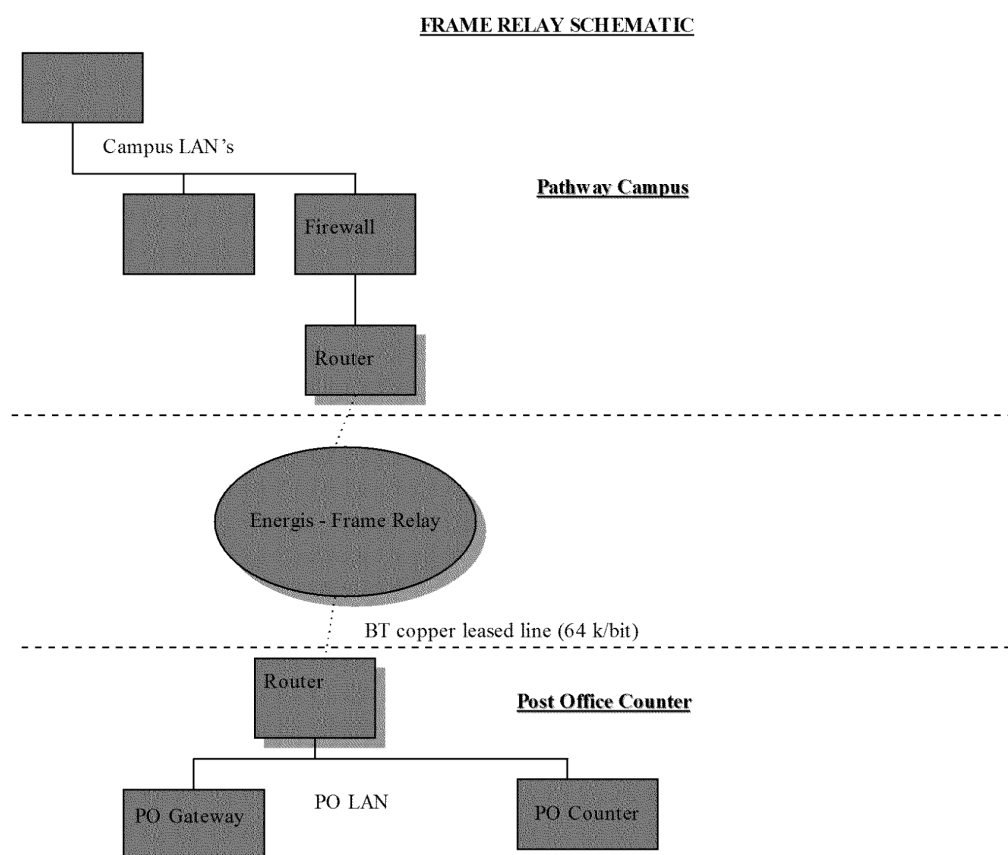 FRAME RELAY SCHEMATIC
Campus LAN’s
Pathway Campus
Firewall
Router
Energis - Frame Relay
BT copper leased line (64 k/bit)
Router
Post Office Counter
PO LAN
PO Gateway
PO Counter